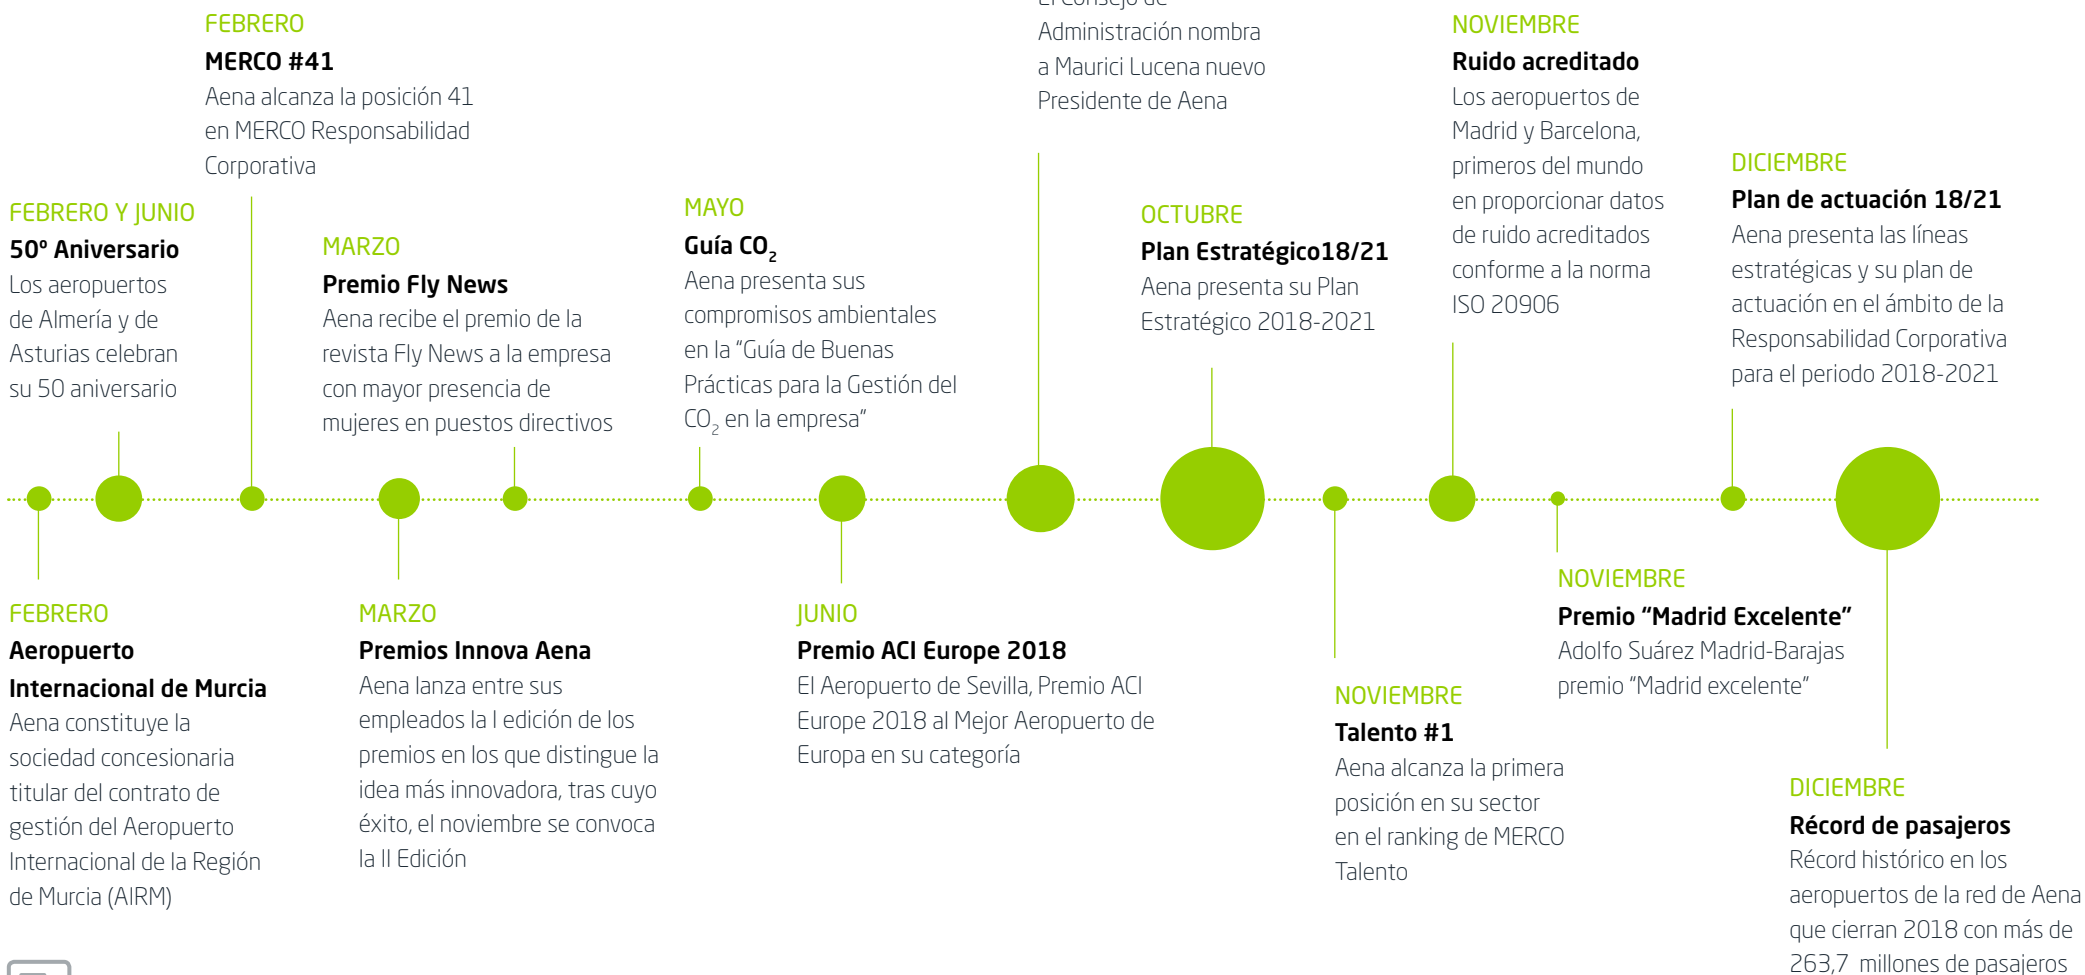 FEBRERO
MERCO #41
Aena alcanza la posición 41
en MERCO Responsabilidad
Corporativa
FEBRERO Y JUNIO
50º Aniversario
Los aeropuertos
de Almería y de
Asturias celebran
su 50 aniversario
MARZO
Premio Fly News
Aena recibe el premio de la
revista Fly News a la empresa
con mayor presencia de
mujeres en puestos directivos
MAYO
Guía CO₂
Aena presenta sus
compromisos ambientales
en la “Guía de Buenas
Prácticas para la Gestión del
CO₂ en la empresa”
El Consejo de
Administración nombra
a Maurici Lucena nuevo
Presidente de Aena
OCTUBRE
Plan Estratégico18/21
Aena presenta su Plan
Estratégico 2018-2021
NOVIEMBRE
Ruido acreditado
Los aeropuertos de
Madrid y Barcelona,
primeros del mundo
en proporcionar datos
de ruido acreditados
conforme a la norma
ISO 20906
DICIEMBRE
Plan de actuación 18/21
Aena presenta las líneas
estratégicas y su plan de
actuación en el ámbito de la
Responsabilidad Corporativa
para el periodo 2018-2021
FEBRERO
Aeropuerto
Internacional de Murcia
Aena constituye la
sociedad concesionaria
titular del contrato de
gestión del Aeropuerto
Internacional de la Región
de Murcia (AIRM)
MARZO
Premios Innova Aena
Aena lanza entre sus
empleados la I edición de los
premios en los que distingue la
idea más innovadora, tras cuyo
éxito, el noviembre se convoca
la II Edición
JUNIO
Premio ACI Europe 2018
El Aeropuerto de Sevilla, Premio ACI
Europe 2018 al Mejor Aeropuerto de
Europa en su categoría
NOVIEMBRE
Talento #1
Aena alcanza la primera
posición en su sector
en el ranking de MERCO
Talento
NOVIEMBRE
Premio “Madrid Excelente”
Adolfo Suárez Madrid-Barajas
premio “Madrid excelente”
DICIEMBRE
Récord de pasajeros
Récord histórico en los
aeropuertos de la red de Aena
que cierran 2018 con más de
263,7 millones de pasajeros